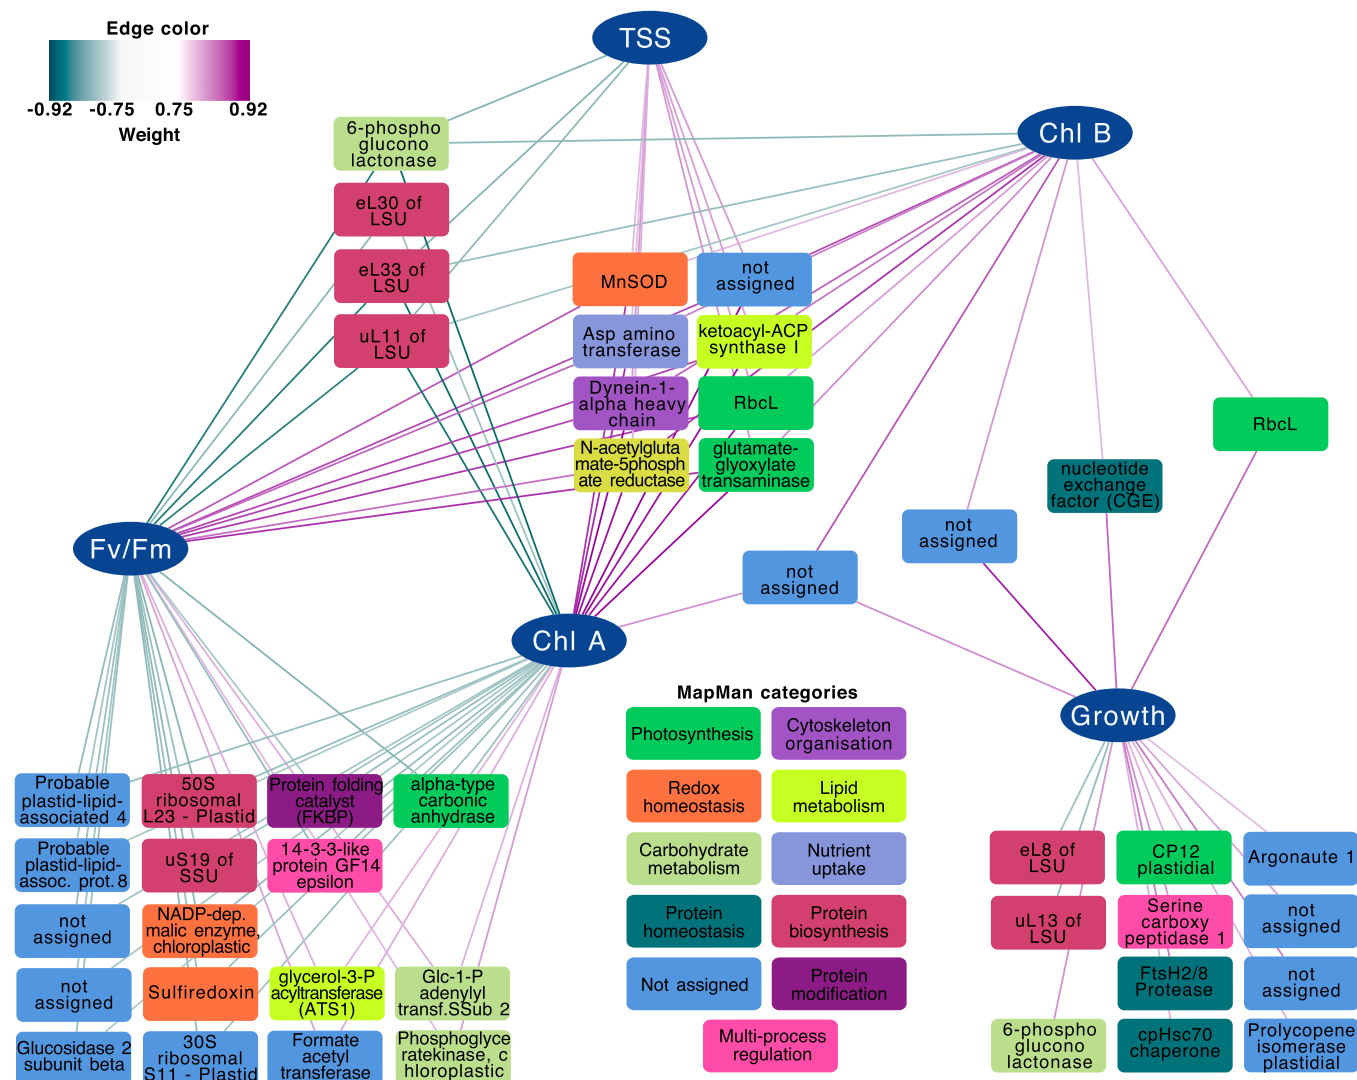 Edge color
-0.92 -0.75 0.75 0.92
Weight
TSS
Chl B
6-phospho
glucono
lactonase
eL30 of
LSU
eL33 of
LSU
uL11 of
LSU
MnSOD
not
assigned
Asp amino
transferase
ketoacyl-ACP
synthase I
Dynein-1-
alpha heavy
chain
RbcL
N-acetylgluta
mate-5phosph
ate reductase
glutamate-
glyoxylate
transaminase
RbcL
nucleotide
exchange
factor (CGE)
not
assigned
not
assigned
Fv/Fm
Chl A
Growth
MapMan categories
Photosynthesis
Cytoskeleton
organisation
Redox
homeostasis
Lipid
metabolism
Carbohydrate
metabolism
Nutrient
uptake
Protein
homeostasis
Protein
biosynthesis
Not assigned
Protein
modification
Multi-process
regulation
Probable
plastid-lipid-
associated 4
50S
ribosomal
L23 - Plastid
Protein folding
catalyst
(FKBP)
alpha-type
carbonic
anhydrase
Probable
plastid-lipid-
assoc. prot.8
uS19 of
SSU
14-3-3-like
protein GF14
epsilon
not
assigned
NADP-dep.
malic enzyme,
chloroplastic
not
assigned
Sulfiredoxin
glycerol-3-P
acyltransferase
(ATS1)
Glc-1-P
adenylyl
transf.SSub 2
Glucosidase 2
subunit beta
30S
ribosomal
S11 - Plastid
Formate
acetyl
transferase
Phosphoglyce
ratekinase, c
hloroplastic
eL8 of
LSU
CP12
plastidial
Argonaute 1
uL13 of
LSU
Serine
carboxy
peptidase 1
not
assigned
FtsH2/8
Protease
not
assigned
6-phospho
glucono
lactonase
cpHsc70
chaperone
Prolycopene
isomerase
plastidial